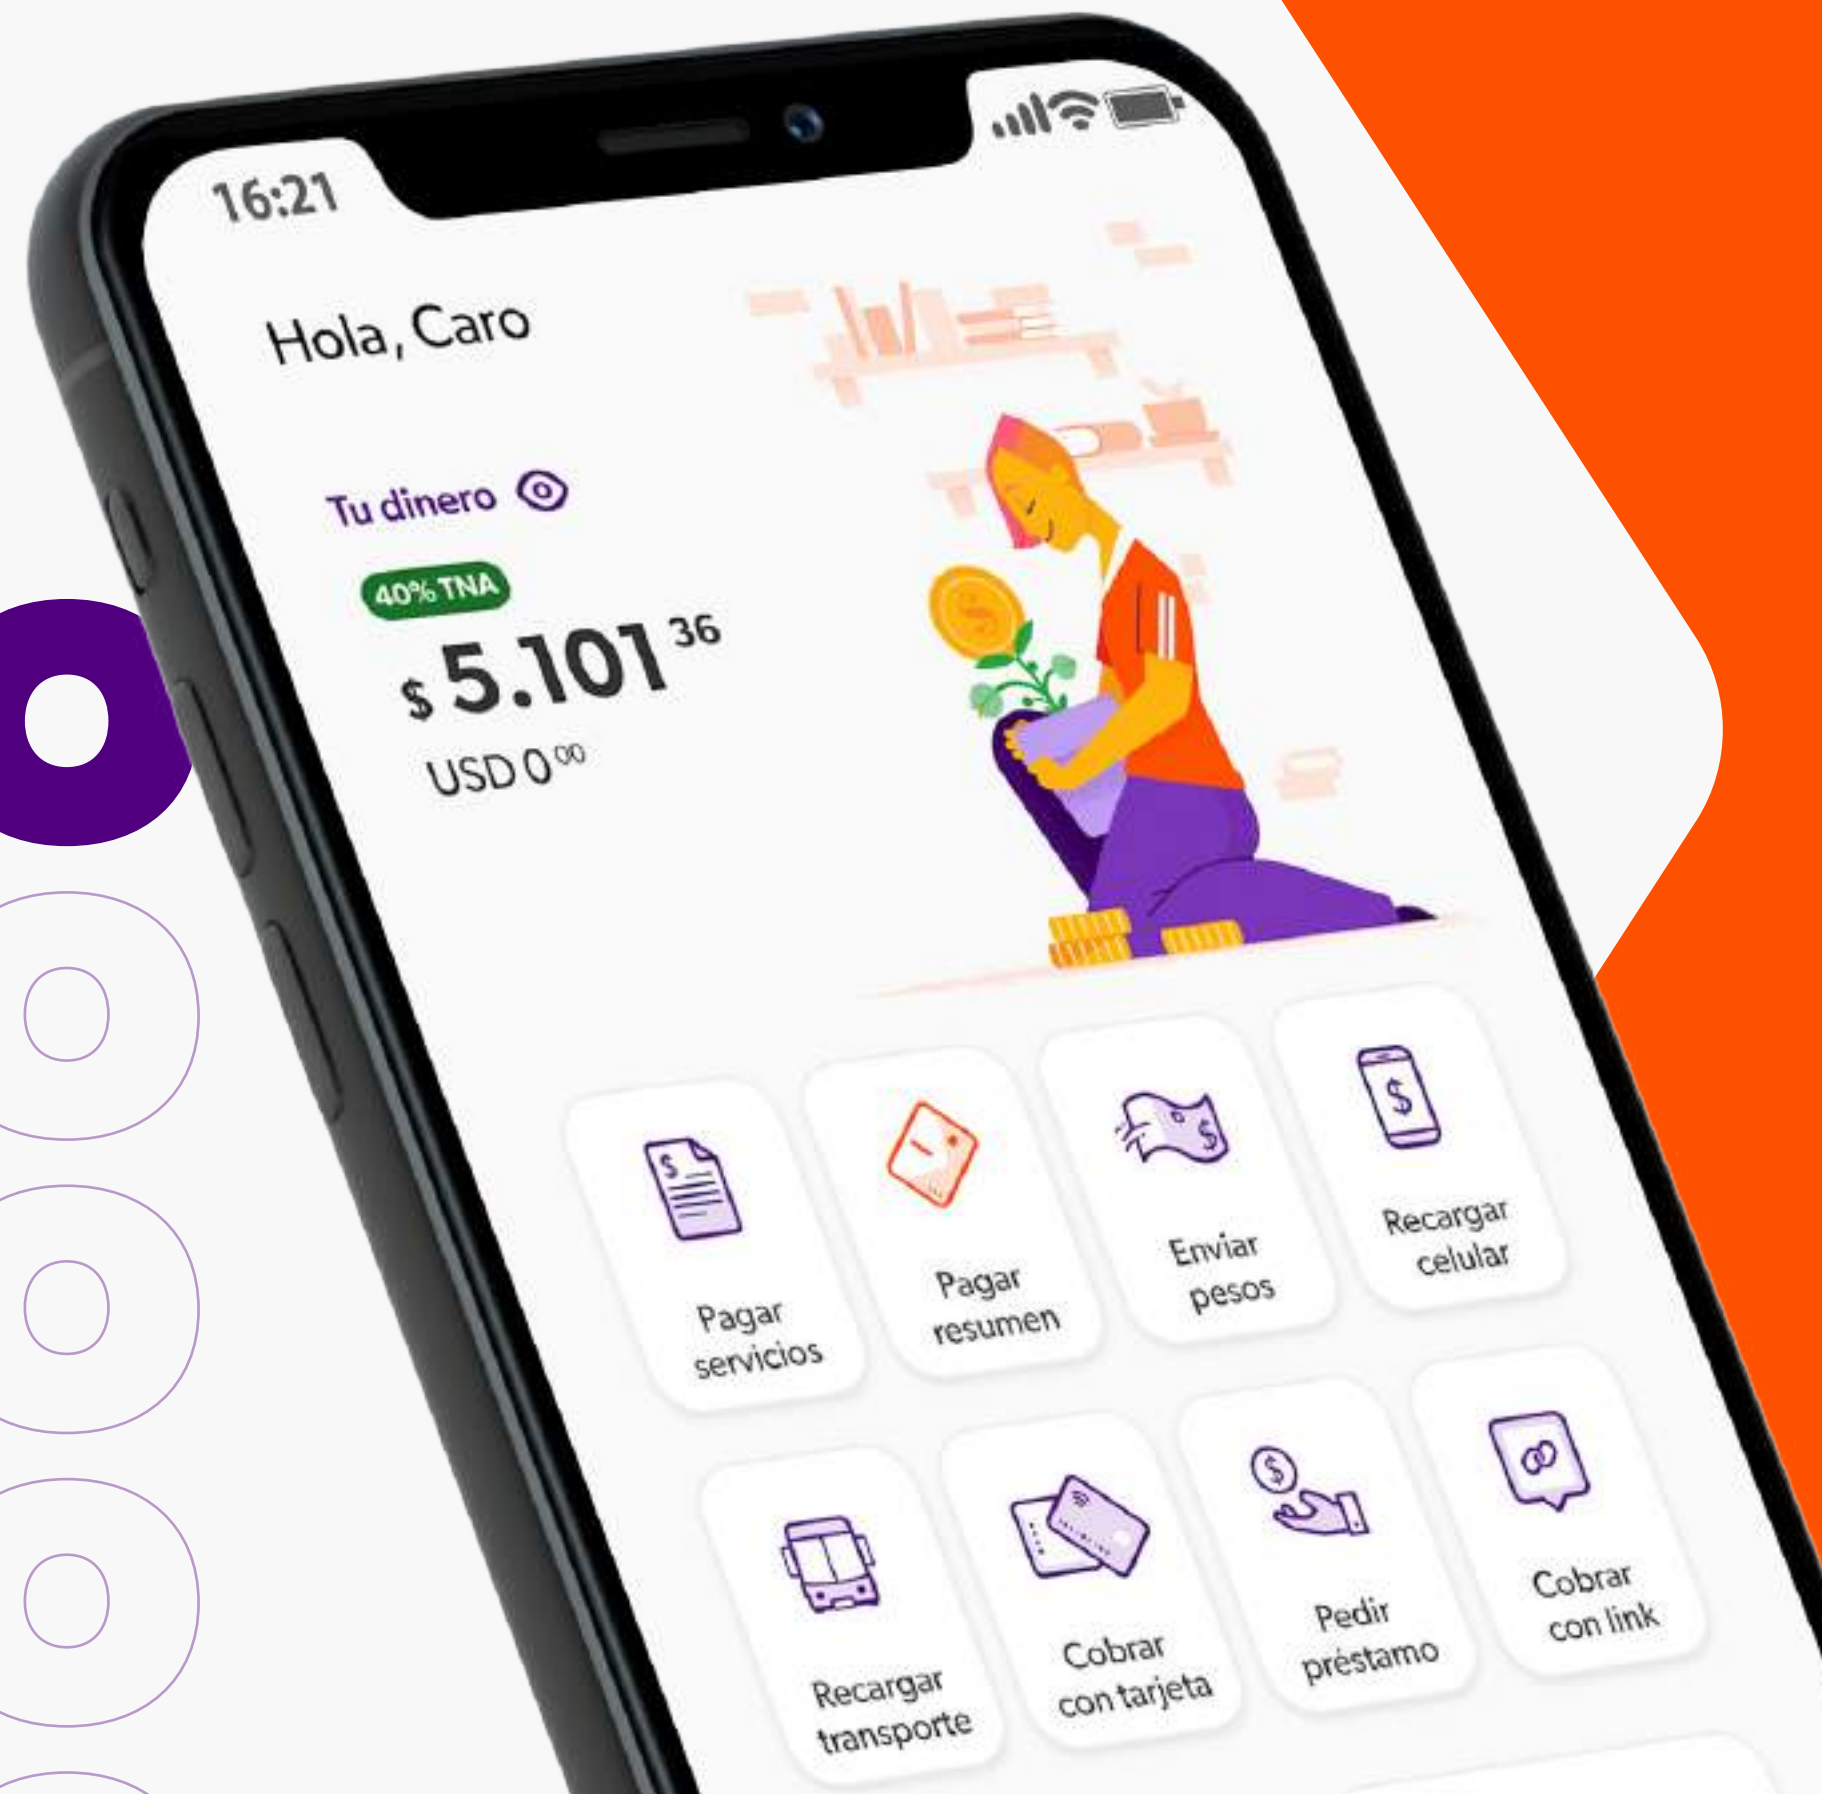 16:21
Hola, Caro
Tu dinero
40% TNA
$ 5.101 36
USD 0 00
Pagar
servicios
Pagar
resumen
Enviar
pesos
Recargar
celular
Recargar
transporte
Cobrar
con tarjeta
Pedir
préstamo
Cobrar
con link